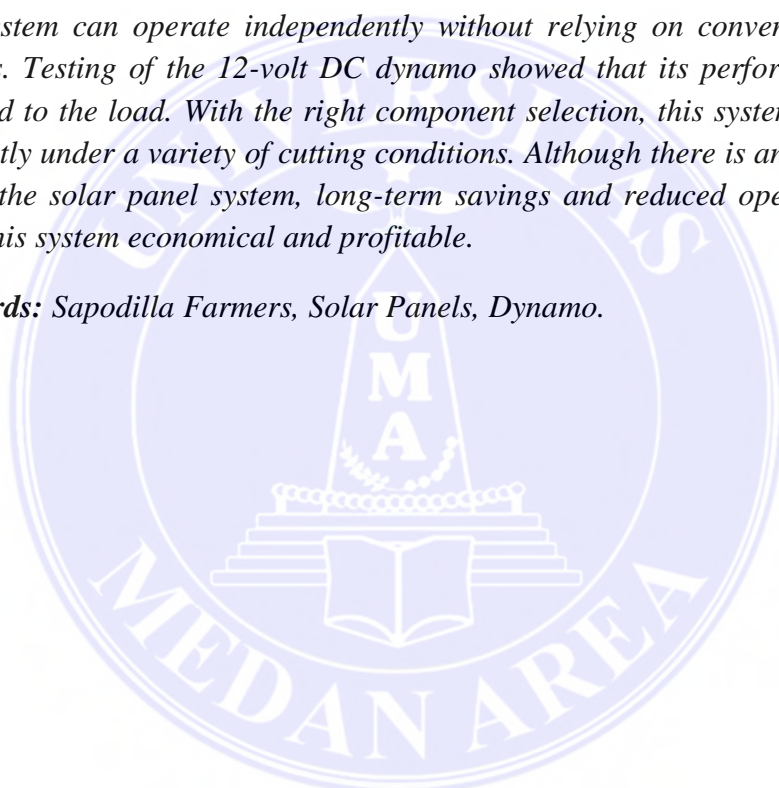 stem can operate independently without relying on conver
s. Testing of the 12-volt DC dynamo showed that its perfor
d to the load. With the right component selection, this system
tly under a variety of cutting conditions. Although there is an
the solar panel system, long-term savings and reduced ope
his system economical and profitable.
rds: Sapodilla Farmers, Solar Panels, Dynamo.
UNIVERSITAS
UMA
MEDAN AREA